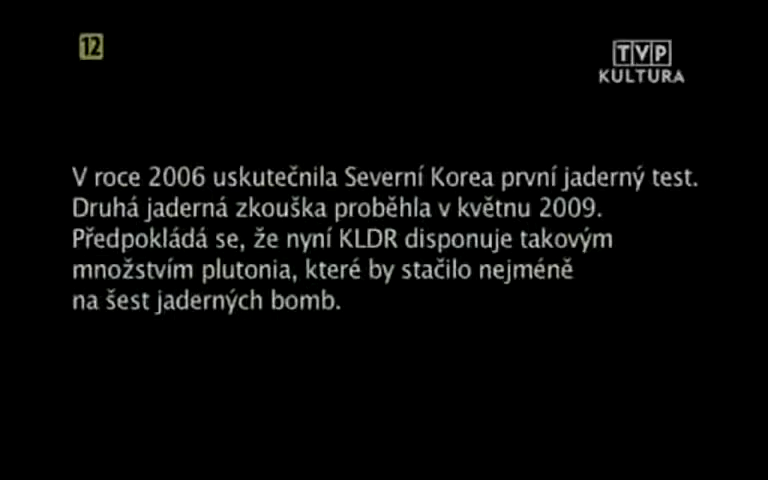 12
TVP
KULTURA
V roce 2006 uskutečnila Severní Korea první jaderný test.
Druhá jaderná zkouška proběhla v květnu 2009.
Předpokládá se, že nyní KLDR disponuje takovým
množstvím plutonia, které by stačilo nejméně
na šest jaderných bomb.